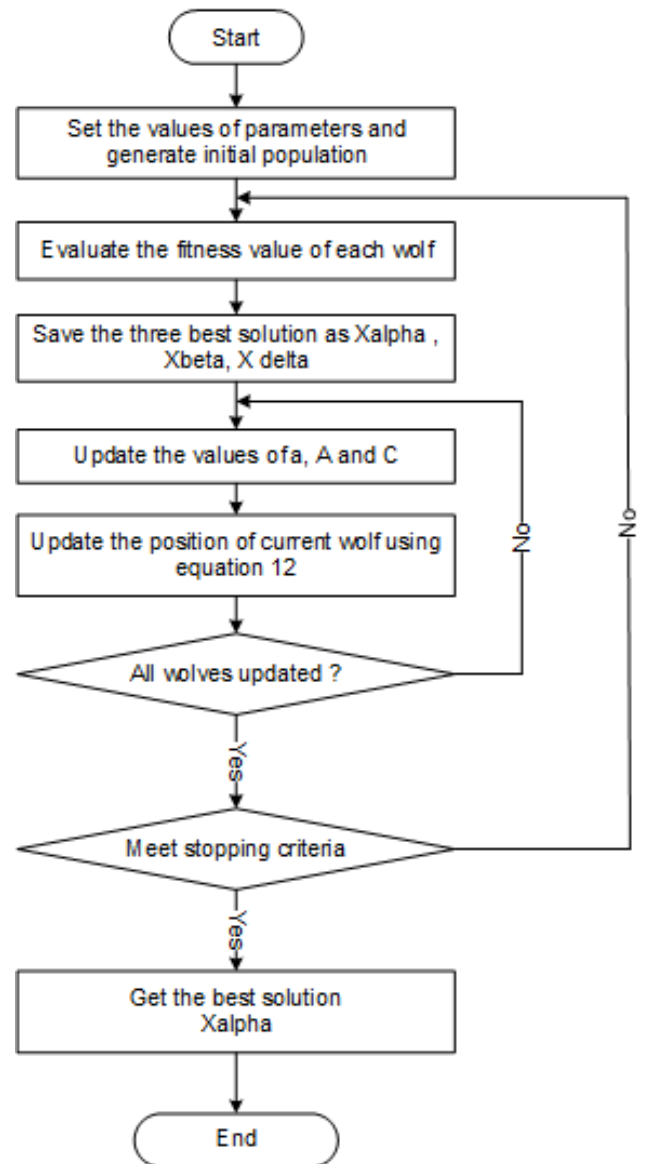 Start
Set the values of parameters and
generate initial population
Evaluate the fitness value of each wolf
Save the three best solution as Xalpha ,
Xbeta, X delta
Update the values of a, A and C
Update the position of current wolf using
equation 12
No
No
All wolves updated ?
Yes
Meet stopping criteria
Yes
Get the best solution
Xalpha
End